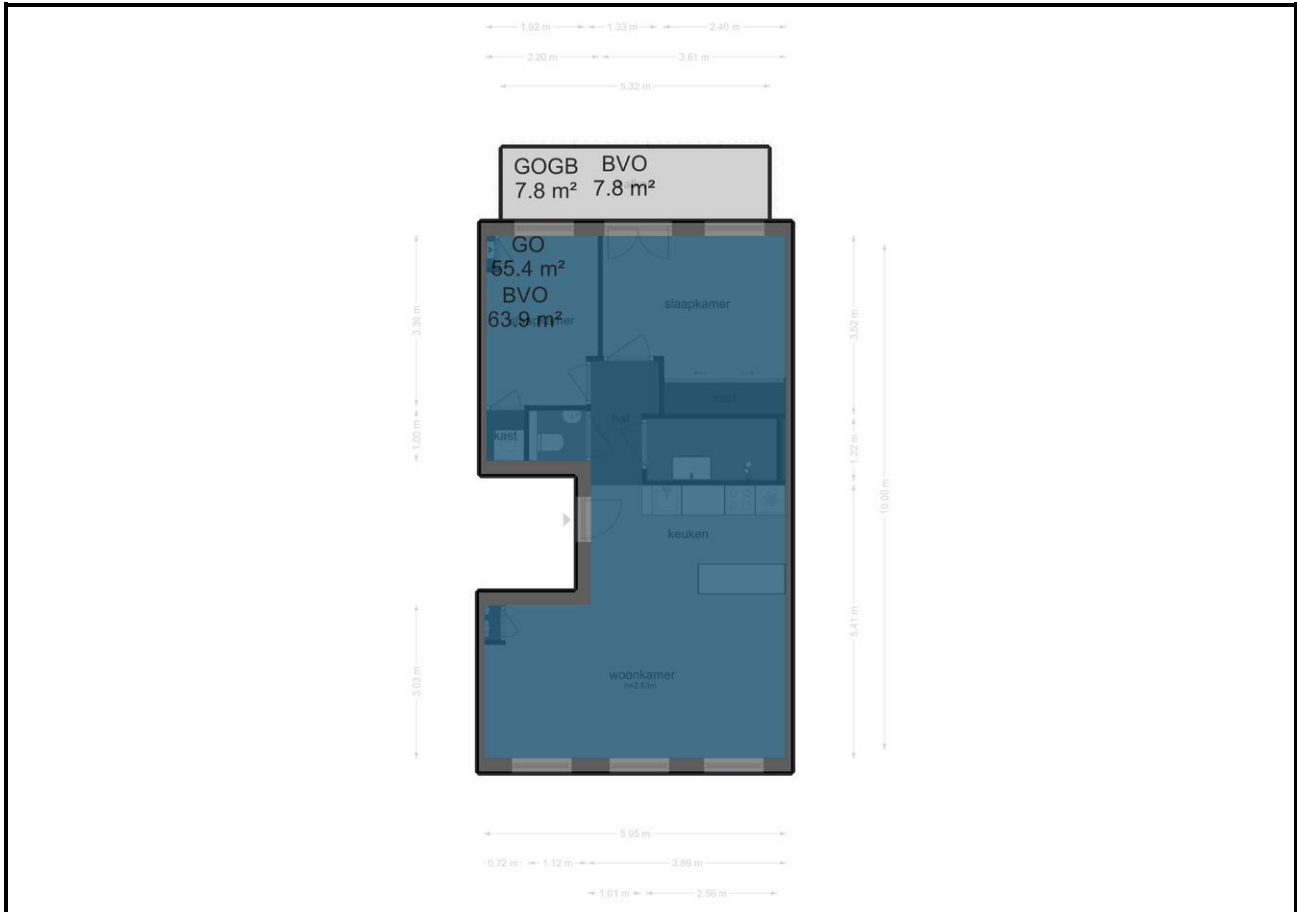 1.92 m 1.33 m 2.40 m
2.20 m 3.61 m
5.32 m
GOGB BVO
7.8 m² 7.8 m²
GO
55.4 m²
BVO
63.9 m²
slaapkamer
slaapkamer
3.36 m
3.52 m
kast
hal
kast
1.00 m
1.22 m
10.00 m
keuken
5.41 m
3.03 m
woonkamer
h=2.63m
5.95 m
0.72 m 1.12 m 3.89 m
1.01 m 2.56 m